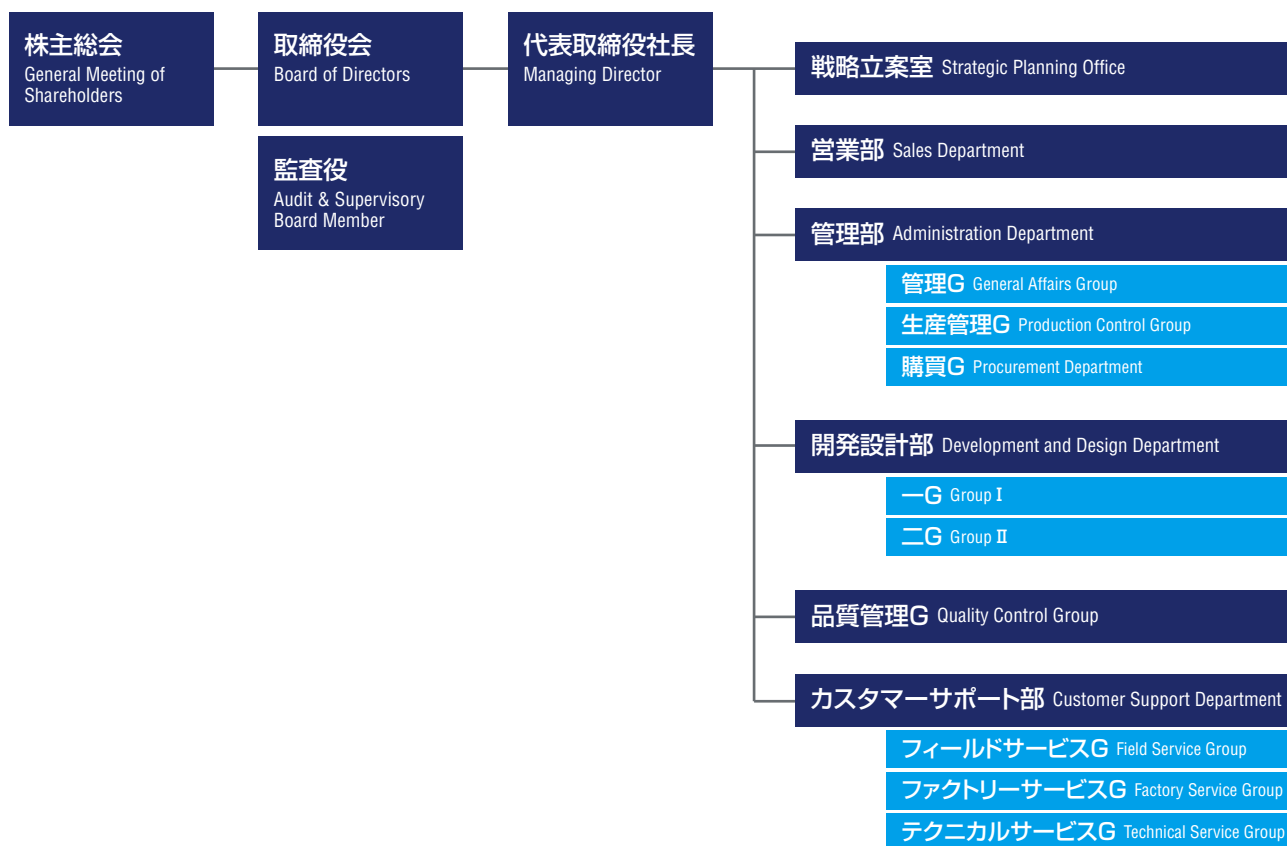 株主総会
General Meeting of
Shareholders
取締役会
Board of Directors
監査役
Audit & Supervisory
Board Member
代表取締役社長
Managing Director
戦略立案室 Strategic Planning Office
営業部 Sales Department
管理部 Administration Department
管理G General Affairs Group
生産管理G Production Control Group
購買G Procurement Department
開発設計部 Development and Design Department
一G Group Ⅰ
二G Group Ⅱ
品質管理G Quality Control Group
カスタマーサポート部 Customer Support Department
フィールドサービスG Field Service Group
ファクトリーサービスG Factory Service Group
テクニカルサービスG Technical Service Group